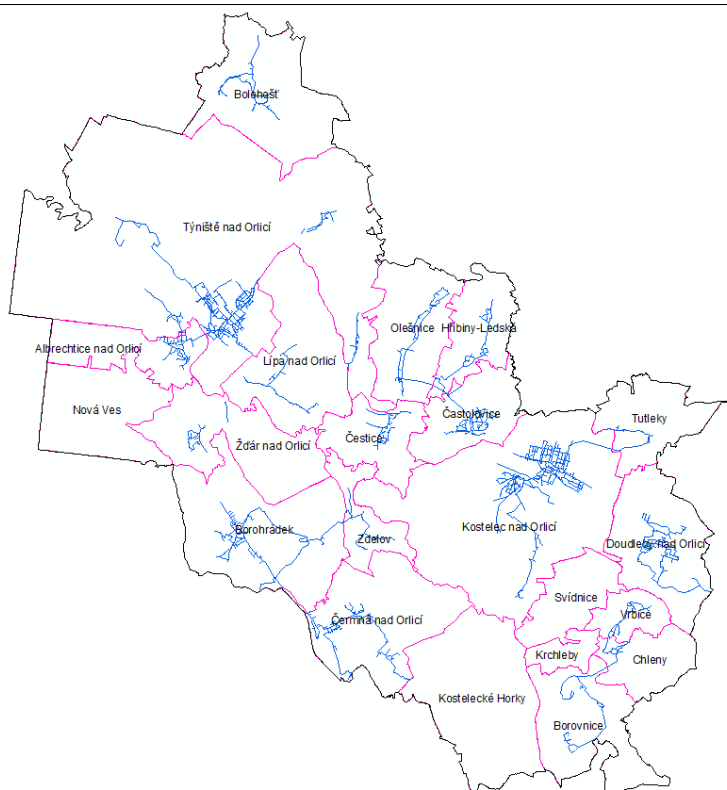 Bolehošť
Týniště nad Orlicí
Olešnice
Hřibiny-Ledská
Albrechtice nad Orlicí
Lípa nad Orlicí
Nová Ves
Častolovice
Tutleky
Čestice
Žďár nad Orlicí
Kostelec nad Orlicí
Borohrádek
Zdelov
Doudleby nad Orlicí
Svídnice
Vrbice
Čermná nad Orlicí
Krchleby
Chleny
Kostelecké Horky
Borovnice